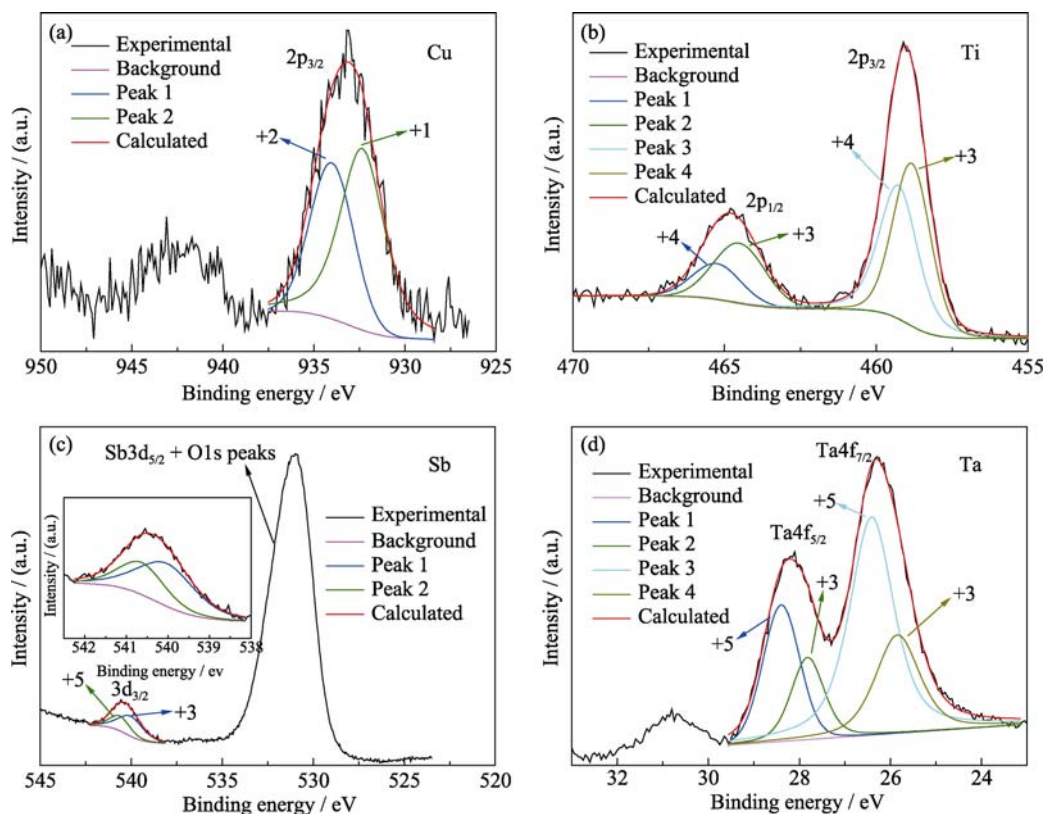 (a)
Experimental
Background
Peak 1
Peak 2
Calculated
2p3/2
Cu
+2
+1
Intensity / (a.u.)
950 945 940 935 930 925
Binding energy / eV
(b)
Experimental
Background
Peak 1
Peak 2
Peak 3
Peak 4
Calculated
2p3/2
Ti
+4
+3
2p1/2
+4
+3
Intensity / (a.u.)
470 465 460 455
Binding energy / eV
(c)
Sb3d5/2 + O1s peaks
Sb
Experimental
Background
Peak 1
Peak 2
Calculated
Intensity / (a.u.)
542 541 540 539 538
Binding energy / ev
+5
3d3/2
+3
Intensity / (a.u.)
545 540 535 530 525 520
Binding energy / eV
(d)
Experimental
Background
Peak 1
Peak 2
Peak 3
Peak 4
Calculated
Ta4f7/2
Ta
+5
Ta4f5/2
+3
+3
+5
Intensity / (a.u.)
32 30 28 26 24
Binding energy / eV